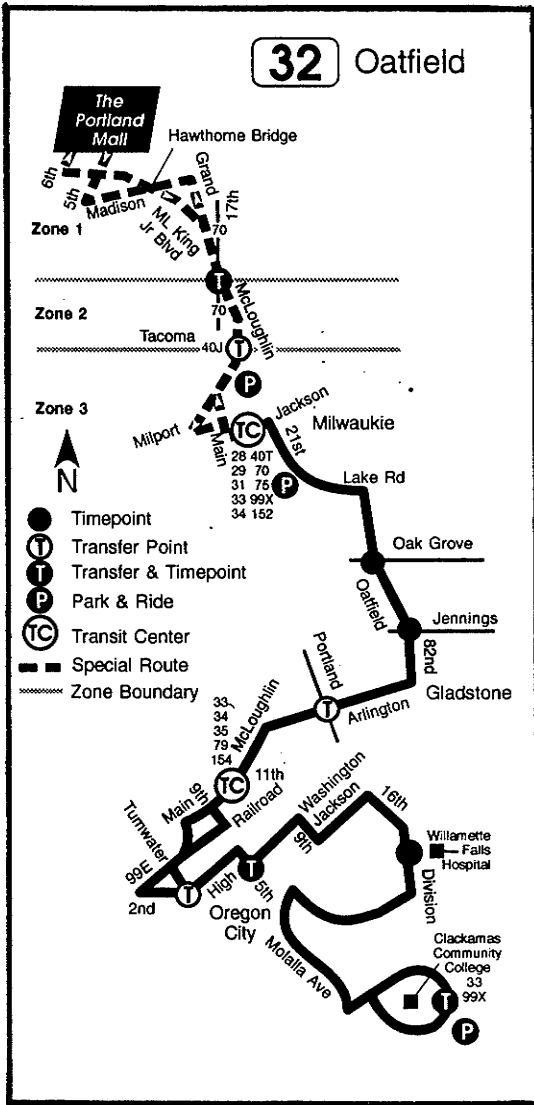 32 Oatfield
The
Portland
Mall
Hawthorne Bridge
6th
5th
Madison
Grand
17th
ML King
Jr Blvd
70
Zone 1
McLoughlin
Zone 2
70
Tacoma
40J
T
T
P
Zone 3
Milport
Main
TC
Jackson
21st
Milwaukie
28 40T
29 70
31 75
33 99X
34 152
P
Lake Rd
N
Timepoint
T Transfer Point
T Transfer & Timepoint
P Park & Ride
TC Transit Center
Special Route
Zone Boundary
Oak Grove
Oatfield
Jennings
82nd
Gladstone
Portland
T
Arlington
33
34
35
79
154
McLoughlin
TC
11th
Main
9th
Railroad
Tumwater
99E
2nd
T
High
T
5th
Oregon
City
Washington
Jackson
9th
16th
Willamette
Falls
Hospital
Division
Molalla Ave
Clackamas
Community
College
33
99X
T
P